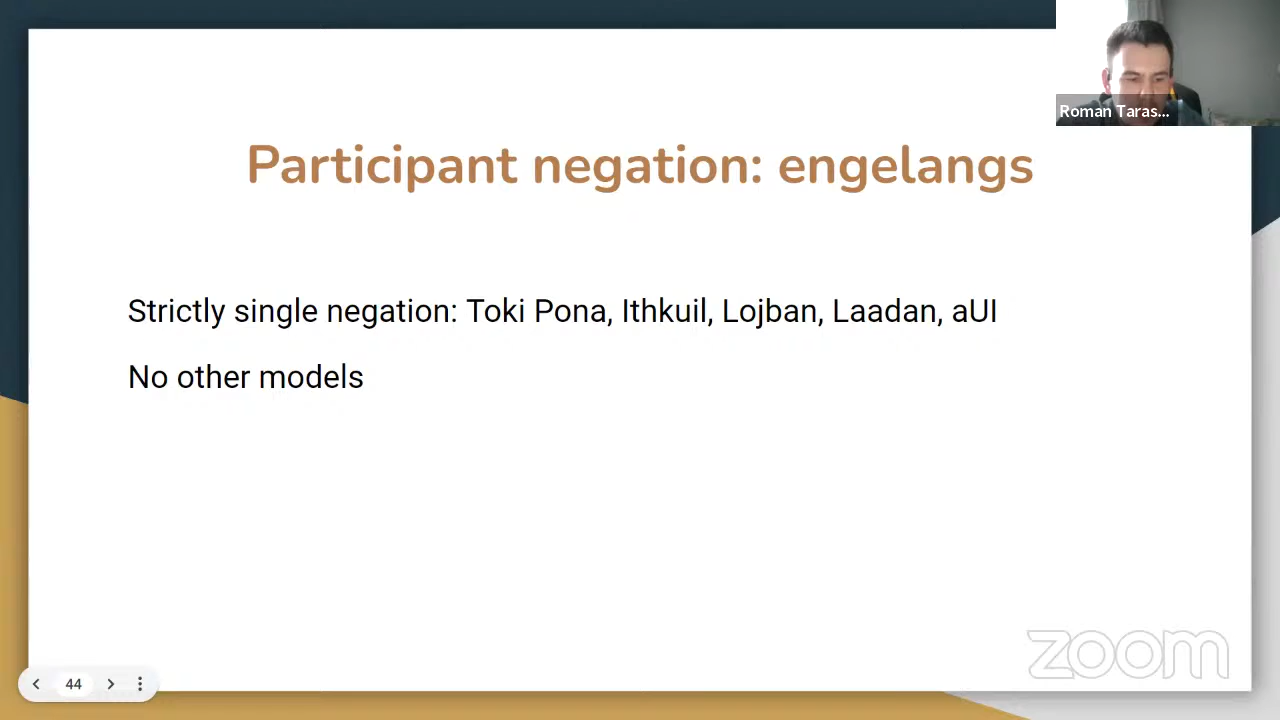 Roman Taras...
Participant negation: engelangs
Strictly single negation: Toki Pona, Ithkuil, Lojban, Laadan, aUI
No other models
zoom
44